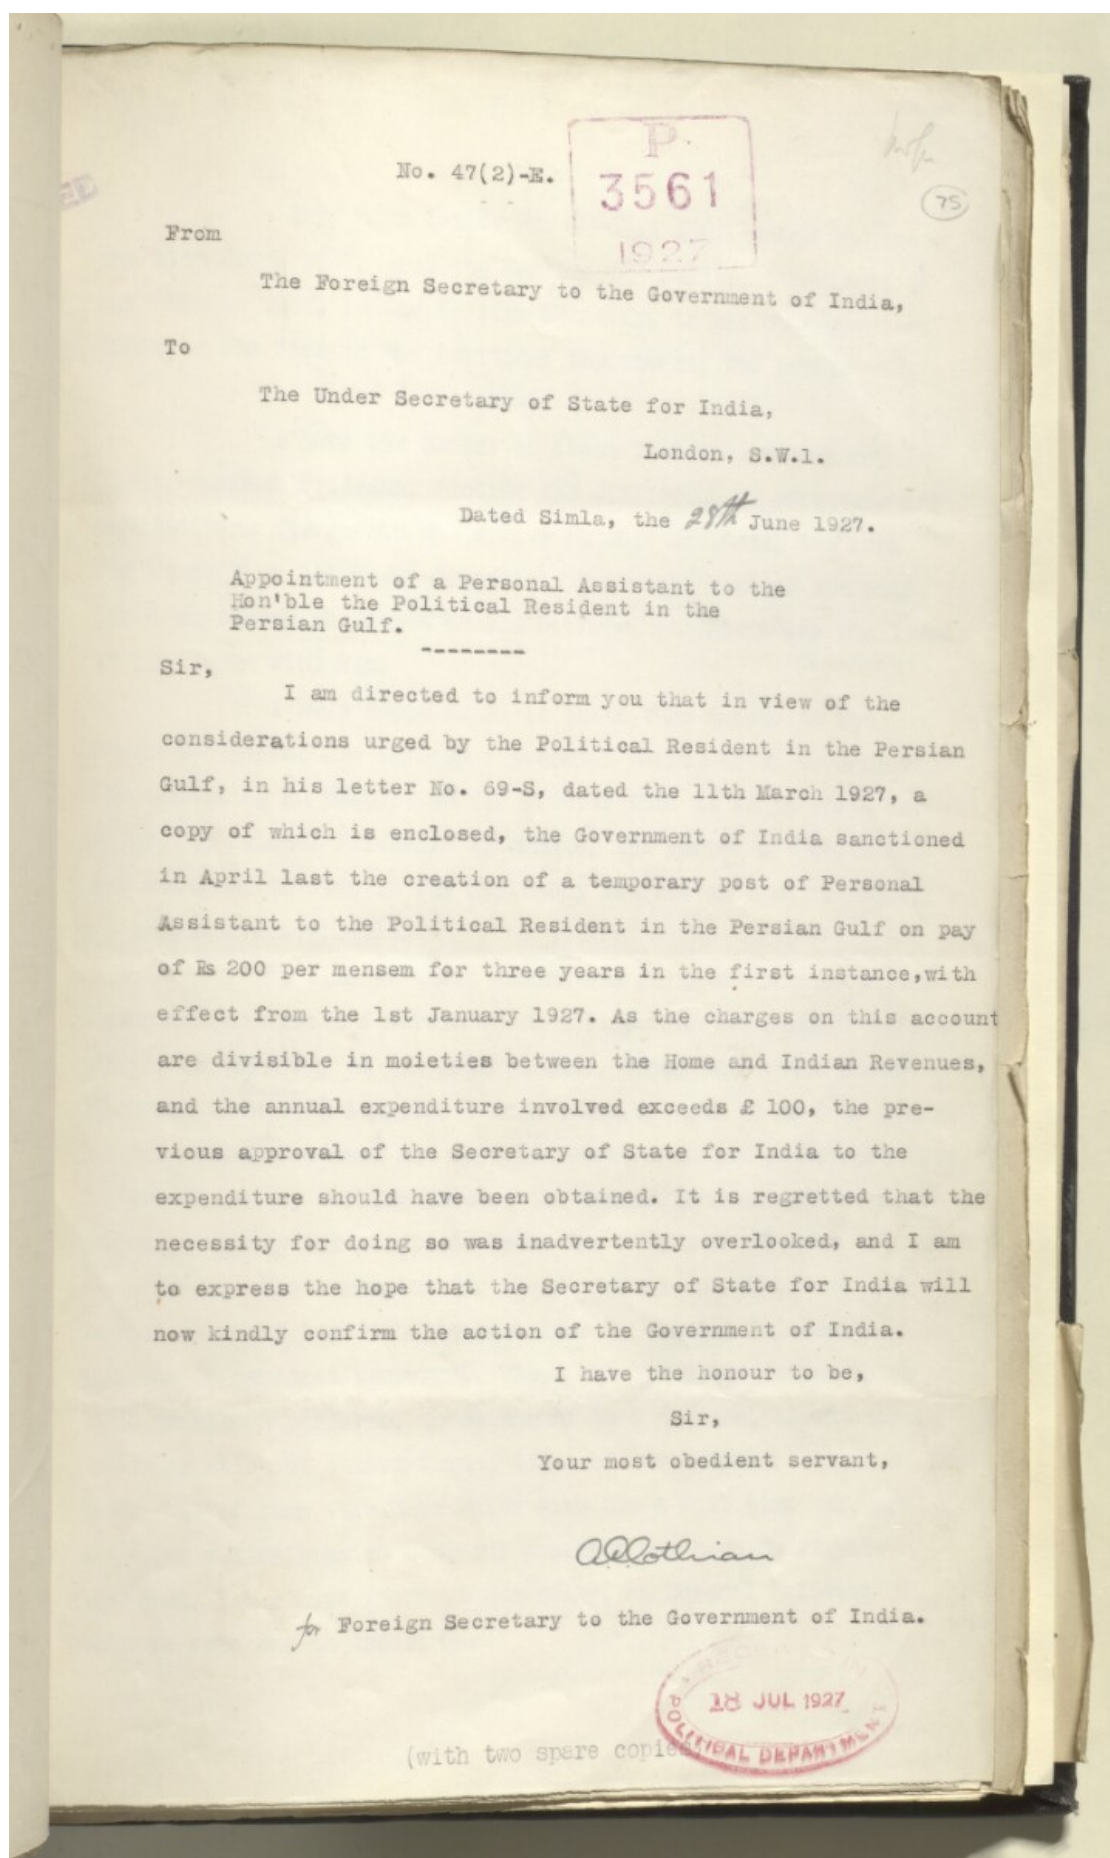 No. 47(2)-E.
P.
3561
1927
75
From
The Foreign Secretary to the Government of India,
To
The Under Secretary of State for India,
London, S.W.1.
Dated Simla, the 28th June 1927.
Appointment of a Personal Assistant to the
Hon'ble the Political Resident in the
Persian Gulf.
Sir,
I am directed to inform you that in view of the
considerations urged by the Political Resident in the Persian
Gulf, in his letter No. 69-S, dated the 11th March 1927, a
copy of which is enclosed, the Government of India sanctioned
in April last the creation of a temporary post of Personal
Assistant to the Political Resident in the Persian Gulf on pay
of Rs 200 per mensem for three years in the first instance,with
effect from the 1st January 1927. As the charges on this account
are divisible in moieties between the Home and Indian Revenues,
and the annual expenditure involved exceeds £ 100, the pre-
vious approval of the Secretary of State for India to the
expenditure should have been obtained. It is regretted that the
necessity for doing so was inadvertently overlooked, and I am
to express the hope that the Secretary of State for India will
now kindly confirm the action of the Government of India.
I have the honour to be,
Sir,
Your most obedient servant,
ACLothian
for Foreign Secretary to the Government of India.
RECEIVED IN
18 JUL 1927
POLITICAL DEPARTMENT
(with two spare copies)